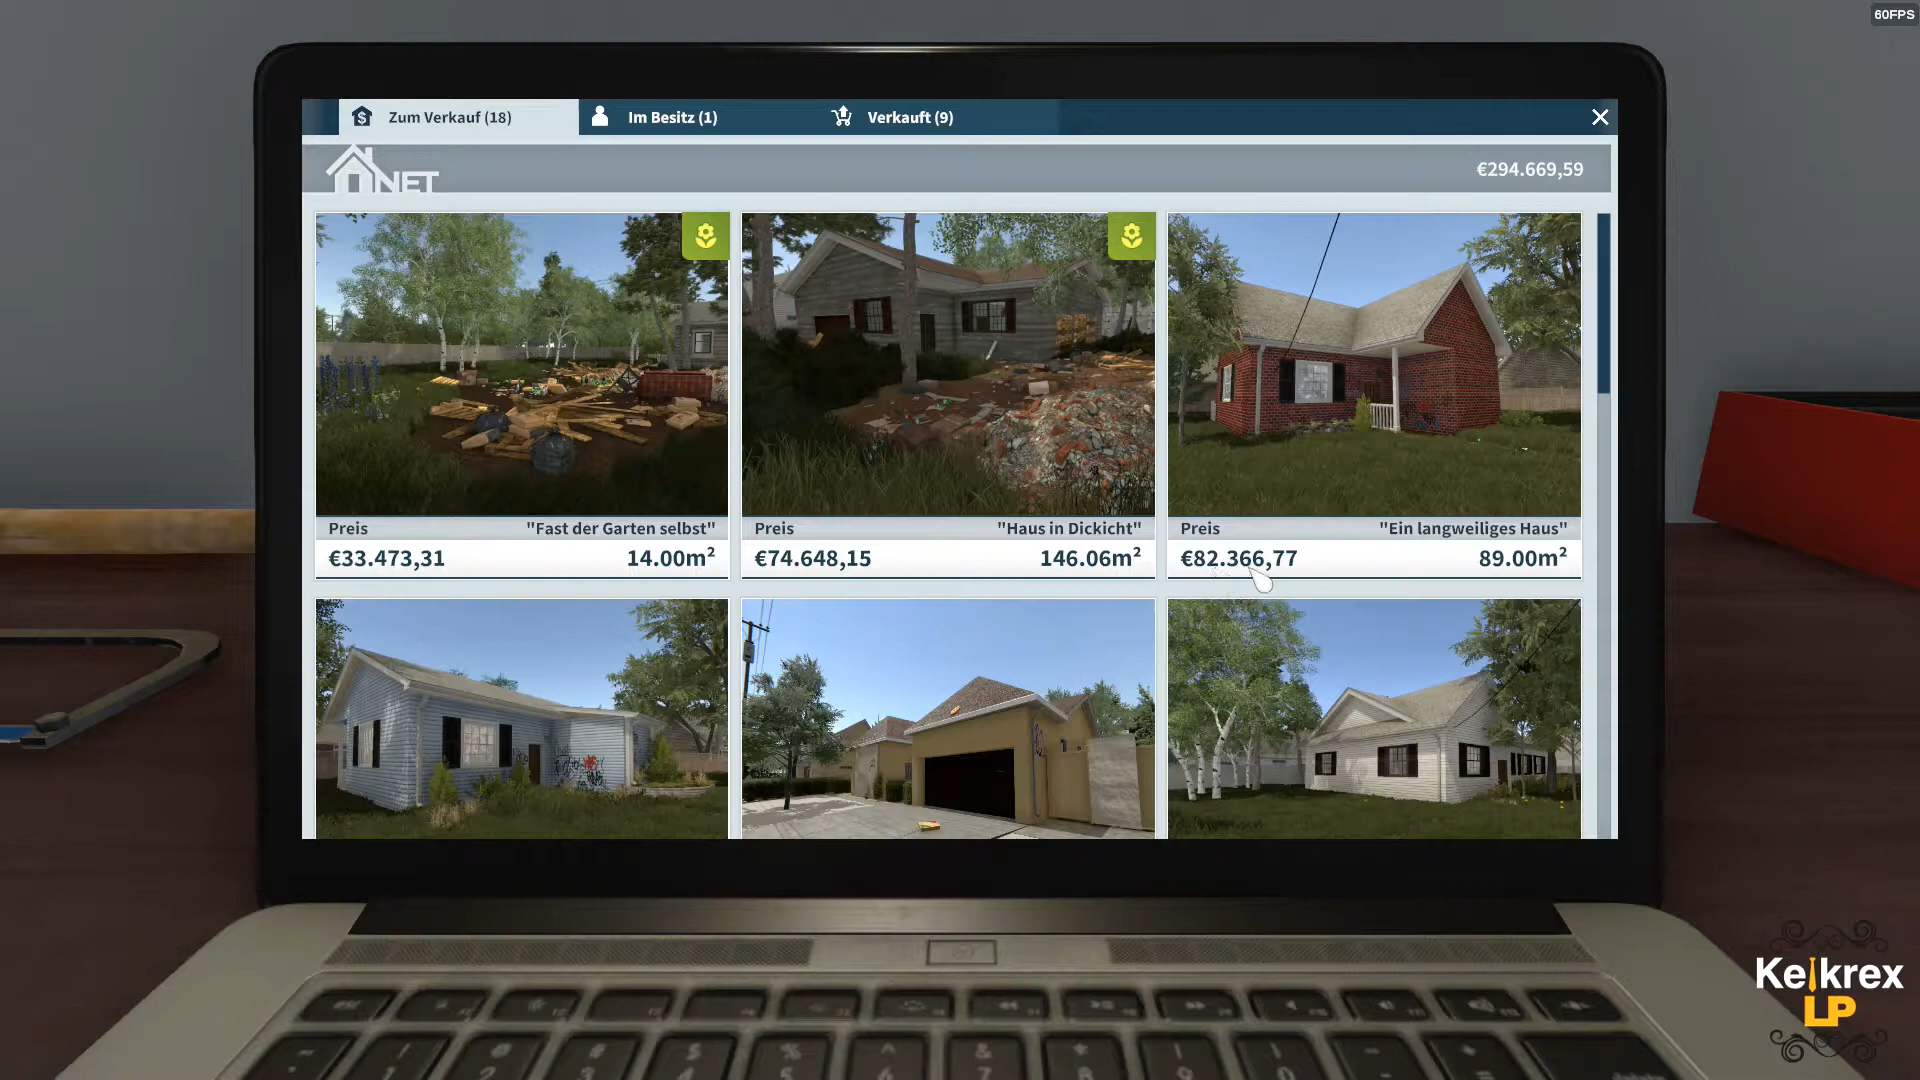 60FPS
Zum Verkauf (18)
Im Besitz (1)
Verkauft (9)
NET
€294.669,59
Preis
"Fast der Garten selbst"
€33.473,31
14.00m²
Preis
"Haus in Dickicht"
€74.648,15
146.06m²
Preis
"Ein langweiliges Haus"
€82.366,77
89.00m²
Keikrex
LP